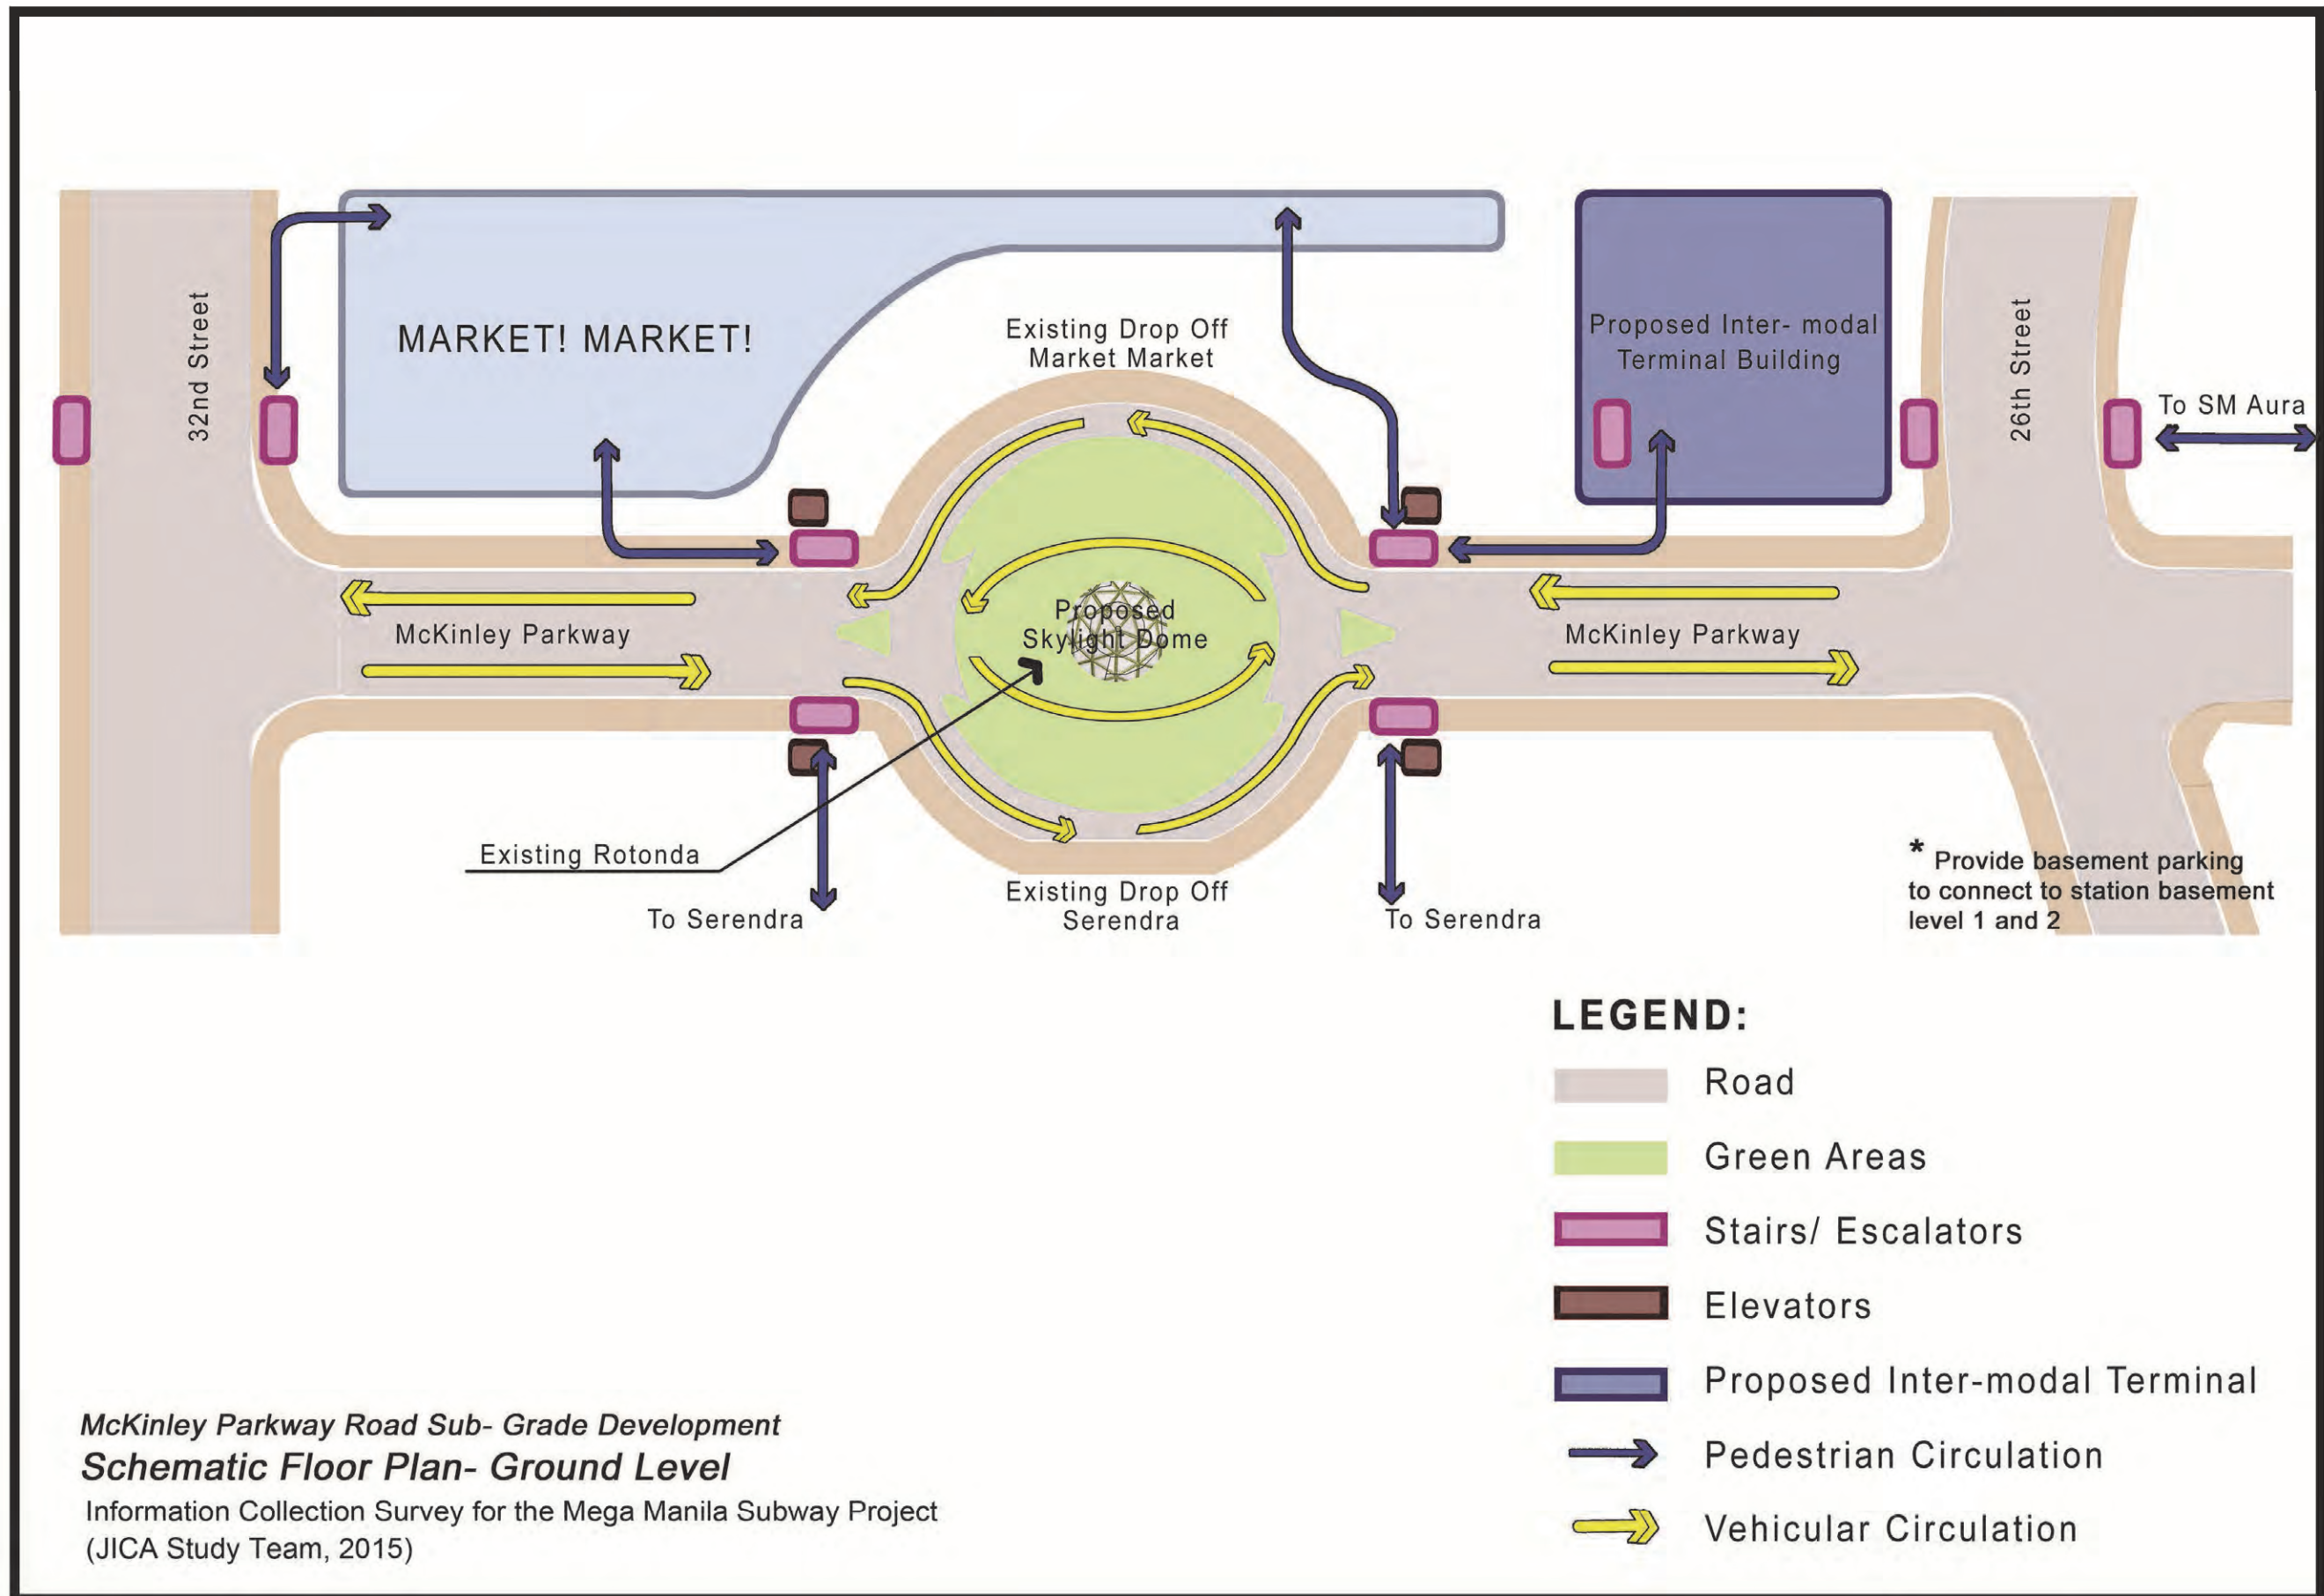 32nd Street
MARKET! MARKET!
Existing Drop Off
Market Market
Proposed Inter- modal
Terminal Building
26th Street
To SM Aura
McKinley Parkway
Proposed
Skylight Dome
McKinley Parkway
Existing Rotonda
To Serendra
Existing Drop Off
Serendra
To Serendra
* Provide basement parking
to connect to station basement
level 1 and 2
LEGEND:
Road
Green Areas
Stairs/ Escalators
Elevators
Proposed Inter-modal Terminal
Pedestrian Circulation
Vehicular Circulation
McKinley Parkway Road Sub- Grade Development
Schematic Floor Plan- Ground Level
Information Collection Survey for the Mega Manila Subway Project
(JICA Study Team, 2015)